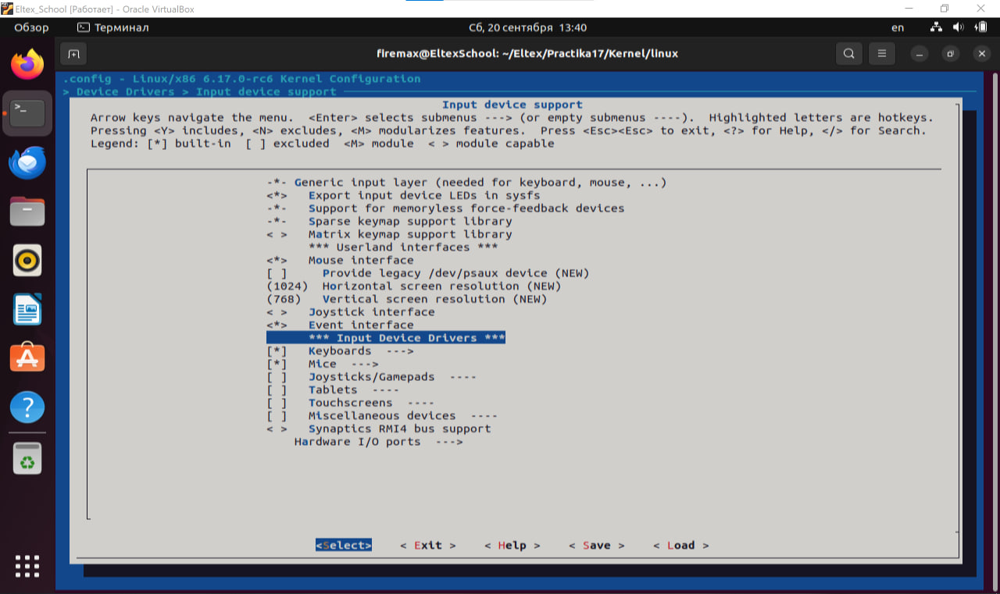 Eltex_School [Работает] - Oracle VirtualBox
Обзор Терминал Сб, 20 сентября 13:40 en
firemax@EltexSchool: ~/Eltex/Practika17/Kernel/linux
.config - Linux/x86 6.17.0-rc6 Kernel Configuration
> Device Drivers > Input device support
Input device support
Arrow keys navigate the menu. <Enter> selects submenus ---> (or empty submenus ----). Highlighted letters are hotkeys.
Pressing <Y> includes, <N> excludes, <M> modularizes features. Press <Esc><Esc> to exit, <?> for Help, </> for Search.
Legend: [*] built-in [ ] excluded <M> module < > module capable
-*- Generic input layer (needed for keyboard, mouse, ...)
<*> Export input device LEDs in sysfs
-*- Support for memoryless force-feedback devices
-*- Sparse keymap support library
< > Matrix keymap support library
*** Userland interfaces ***
<*> Mouse interface
[ ] Provide legacy /dev/psaux device (NEW)
(1024) Horizontal screen resolution (NEW)
(768) Vertical screen resolution (NEW)
< > Joystick interface
<*> Event interface
*** Input Device Drivers ***
[*] Keyboards --->
[*] Mice --->
[ ] Joysticks/Gamepads ----
[ ] Tablets ----
[ ] Touchscreens ----
[ ] Miscellaneous devices ----
< > Synaptics RMI4 bus support
Hardware I/O ports --->
<Select> < Exit > < Help > < Save > < Load >